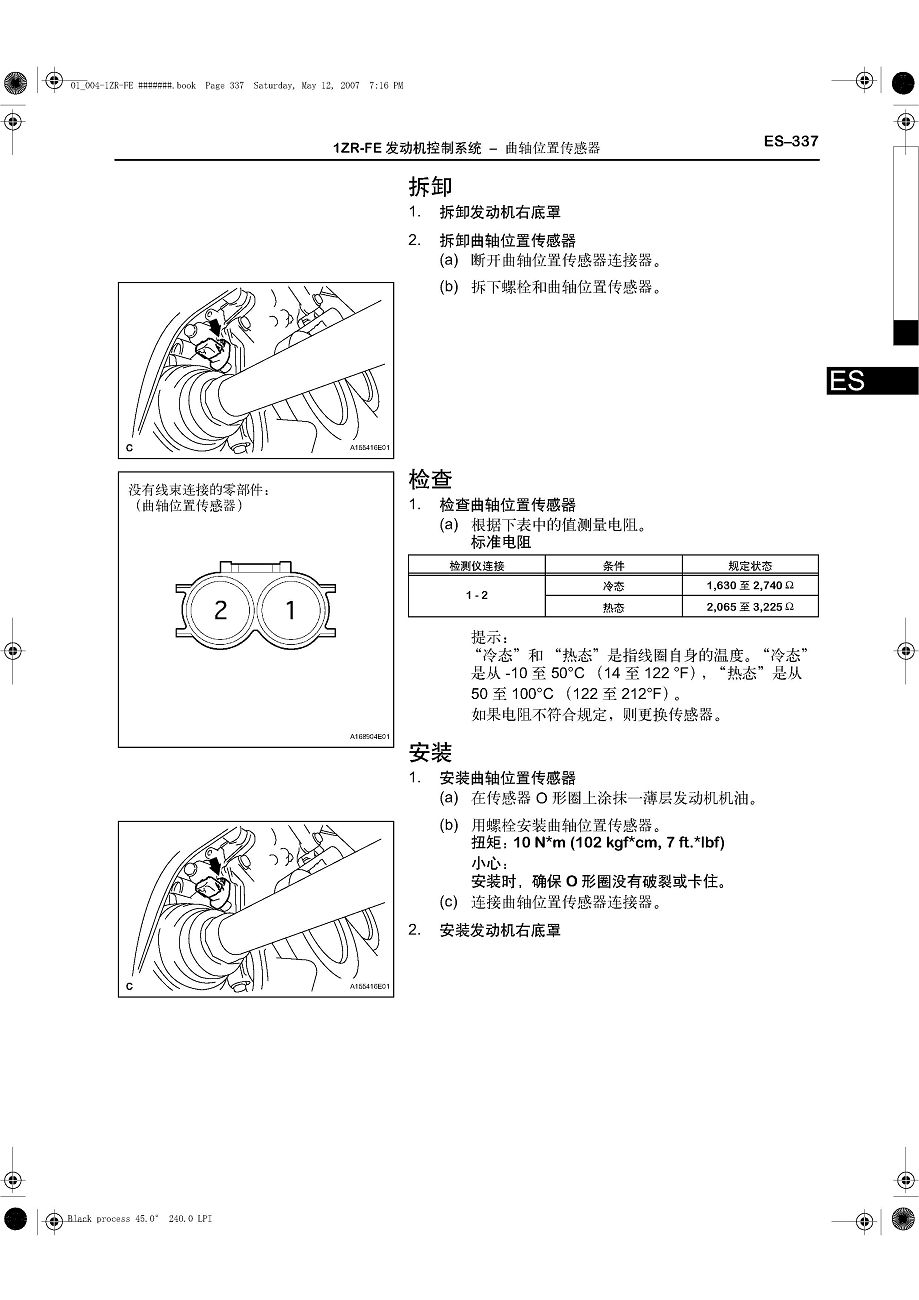 01_004-1ZR-FE #######.book Page 337 Saturday, May 12, 2007 7:16 PM
1ZR-FE 发动机控制系统 – 曲轴位置传感器
ES–337
拆卸
1. 拆卸发动机右底罩
2. 拆卸曲轴位置传感器
(a) 断开曲轴位置传感器连接器。
(b) 拆下螺栓和曲轴位置传感器。
C
A155416E01
ES
检查
1. 检查曲轴位置传感器
(a) 根据下表中的值测量电阻。
标准电阻
没有线束连接的零部件：
（曲轴位置传感器）
2 1
A168904E01
检测仪连接 条件 规定状态
1 - 2 冷态 1,630 至 2,740 Ω
热态 2,065 至 3,225 Ω
提示：
“冷态”和 “热态”是指线圈自身的温度。“冷态”
是从 -10 至 50°C （14 至 122 °F），“热态”是从
50 至 100°C （122 至 212°F）。
如果电阻不符合规定，则更换传感器。
安装
1. 安装曲轴位置传感器
(a) 在传感器 O 形圈上涂抹一薄层发动机机油。
(b) 用螺栓安装曲轴位置传感器。
扭矩：10 N*m (102 kgf*cm, 7 ft.*lbf)
小心：
安装时，确保 O 形圈没有破裂或卡住。
(c) 连接曲轴位置传感器连接器。
2. 安装发动机右底罩
C
A155416E01
Black process 45.0° 240.0 LPI